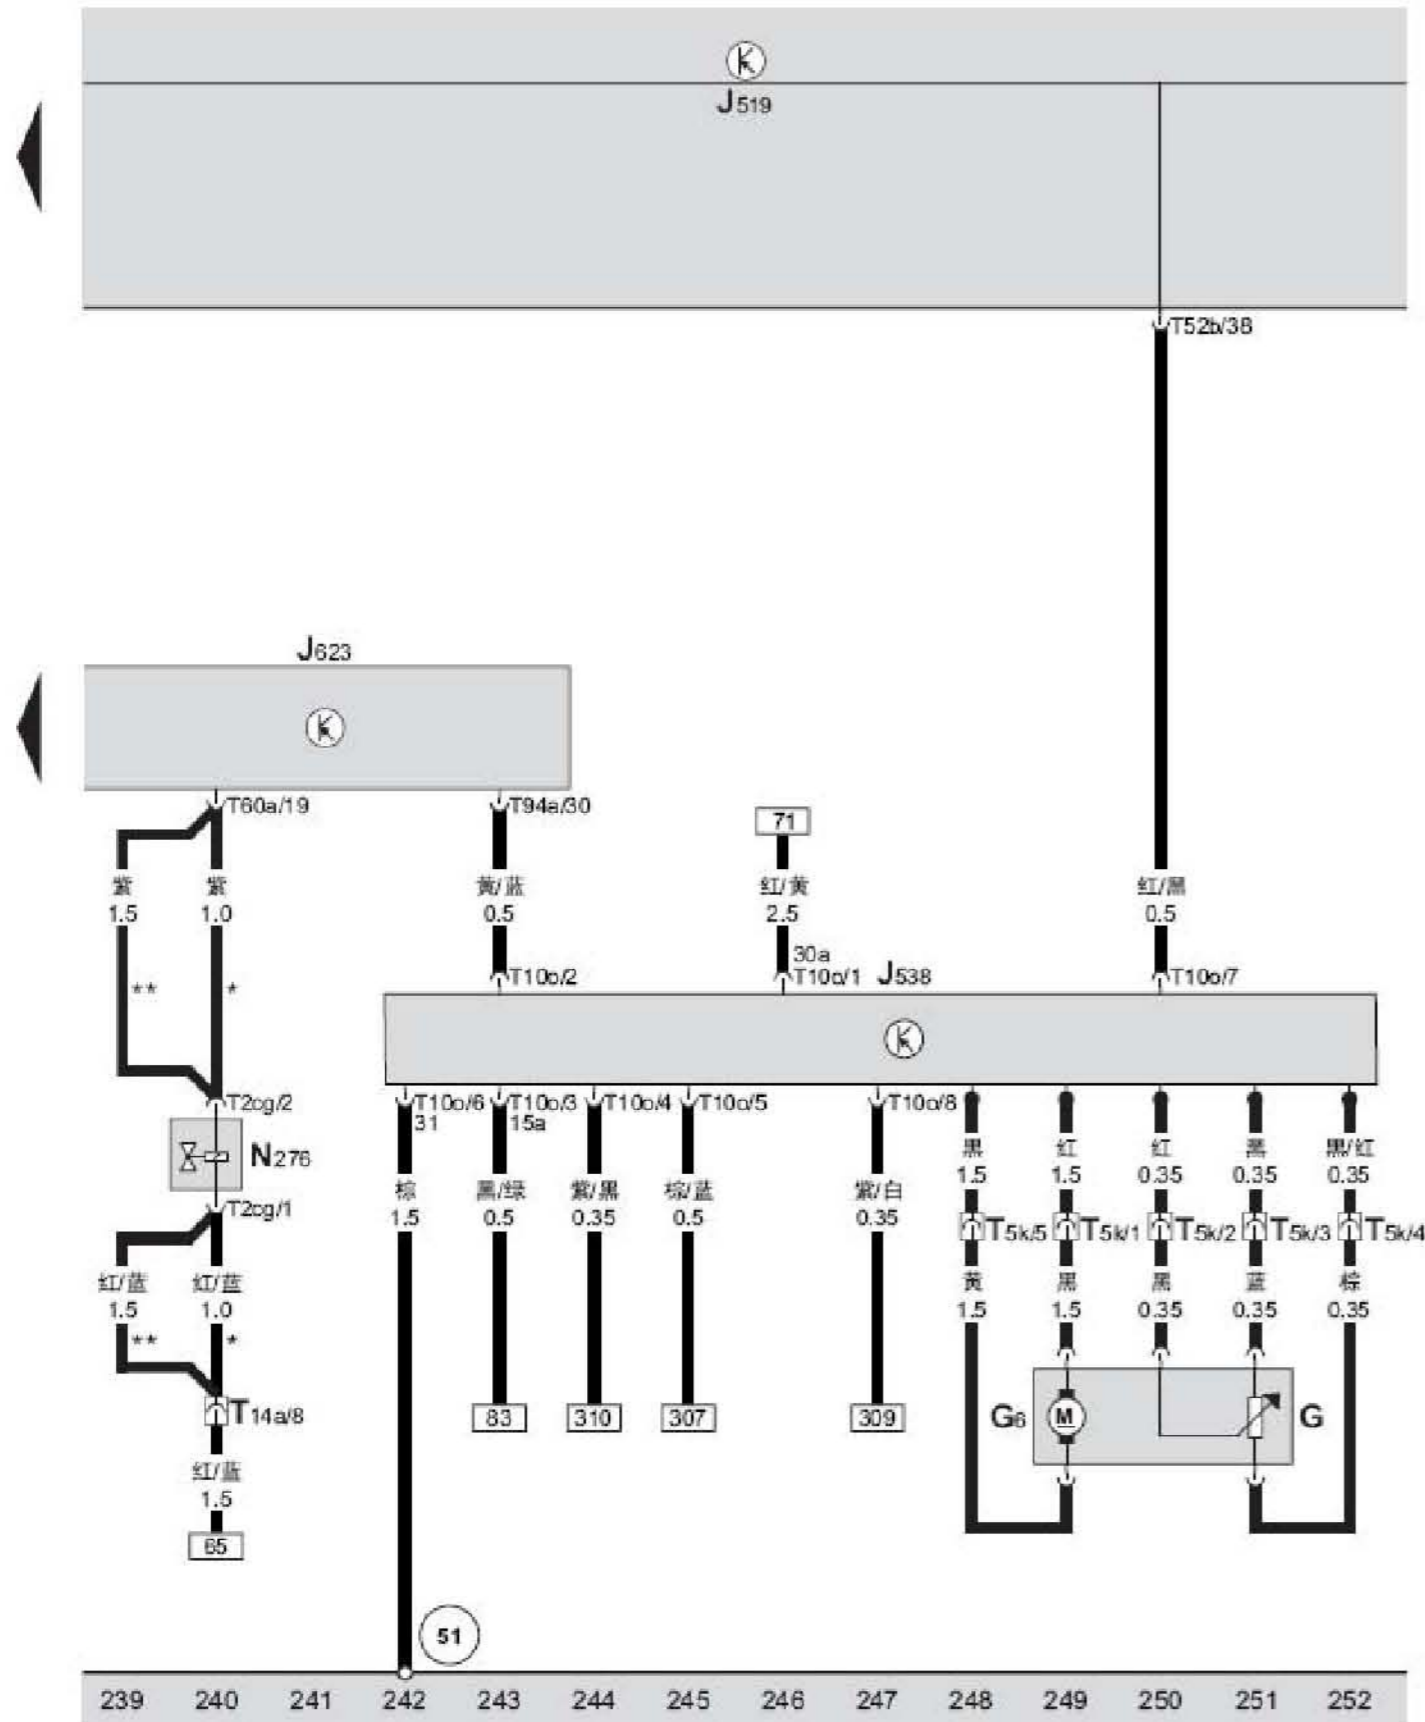 J519
T52b/38
J623
T60a/19 T94a/30
71
紫 紫 黄/蓝 红/黄 红/黑
1.5 1.0 0.5 2.5 0.5
30a
T10o/2 T10o/1 J538 T10o/7
** *
T2cg/2 T10o/6 T10o/3 T10o/4 T10o/5 T10o/8
31 15a
黑 红 红 黑 黑/红
1.5 1.5 0.35 0.35 0.35
N276
棕 黑/绿 紫/黑 棕/蓝 紫/白
1.5 0.5 0.35 0.5 0.35
T2cg/1
T5k/5 T5k/1 T5k/2 T5k/3 T5k/4
红/蓝 红/蓝 黄 黑 黑 蓝 棕
1.5 1.0 1.5 1.5 0.35 0.35 0.35
** *
T14a/8 83 310 307 309 G6 M G
红/蓝
1.5
65
51
239 240 241 242 243 244 245 246 247 248 249 250 251 252